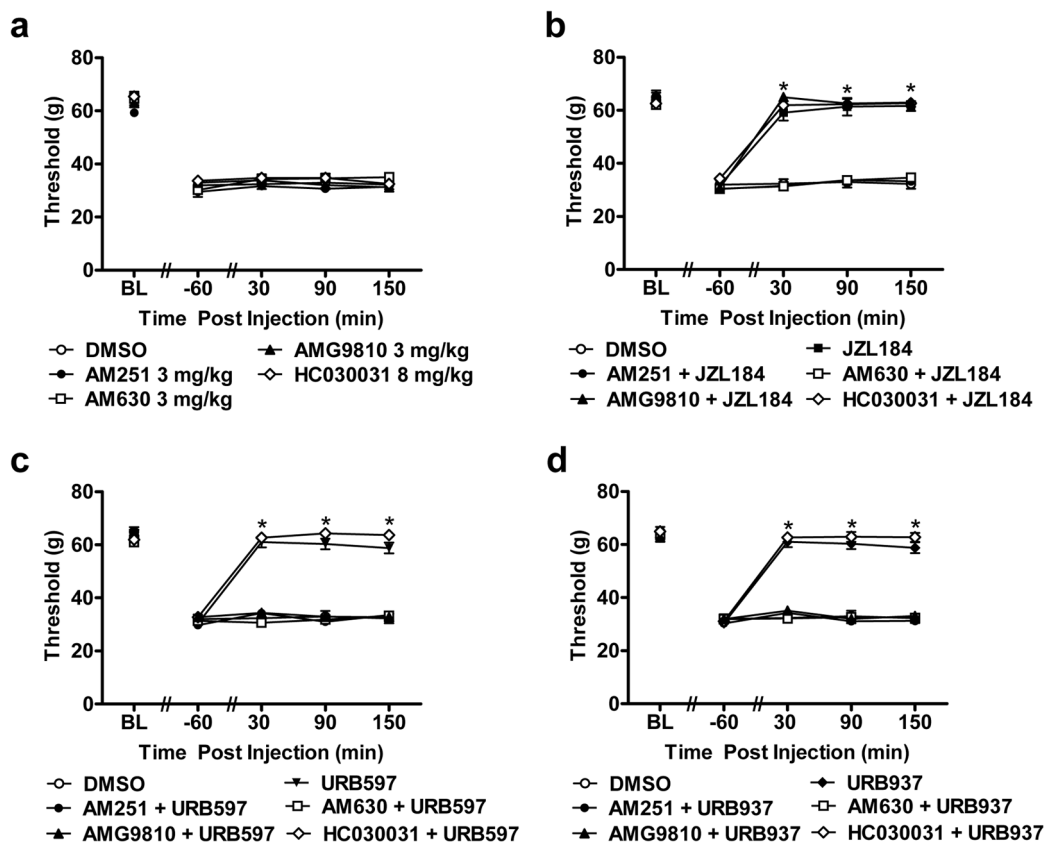 a
80
60
40
20
0
Threshold (g)
BL -60 30 90 150
Time Post Injection (min)
DMSO
AM251 3 mg/kg
AM630 3 mg/kg
AMG9810 3 mg/kg
HC030031 8 mg/kg
b
80
60
40
20
0
Threshold (g)
* * *
BL -60 30 90 150
Time Post Injection (min)
DMSO
AM251 + JZL184
AMG9810 + JZL184
JZL184
AM630 + JZL184
HC030031 + JZL184
c
80
60
40
20
0
Threshold (g)
* * *
BL -60 30 90 150
Time Post Injection (min)
DMSO
AM251 + URB597
AMG9810 + URB597
URB597
AM630 + URB597
HC030031 + URB597
d
80
60
40
20
0
Threshold (g)
* * *
BL -60 30 90 150
Time Post Injection (min)
DMSO
AM251 + URB937
AMG9810 + URB937
URB937
AM630 + URB937
HC030031 + URB937